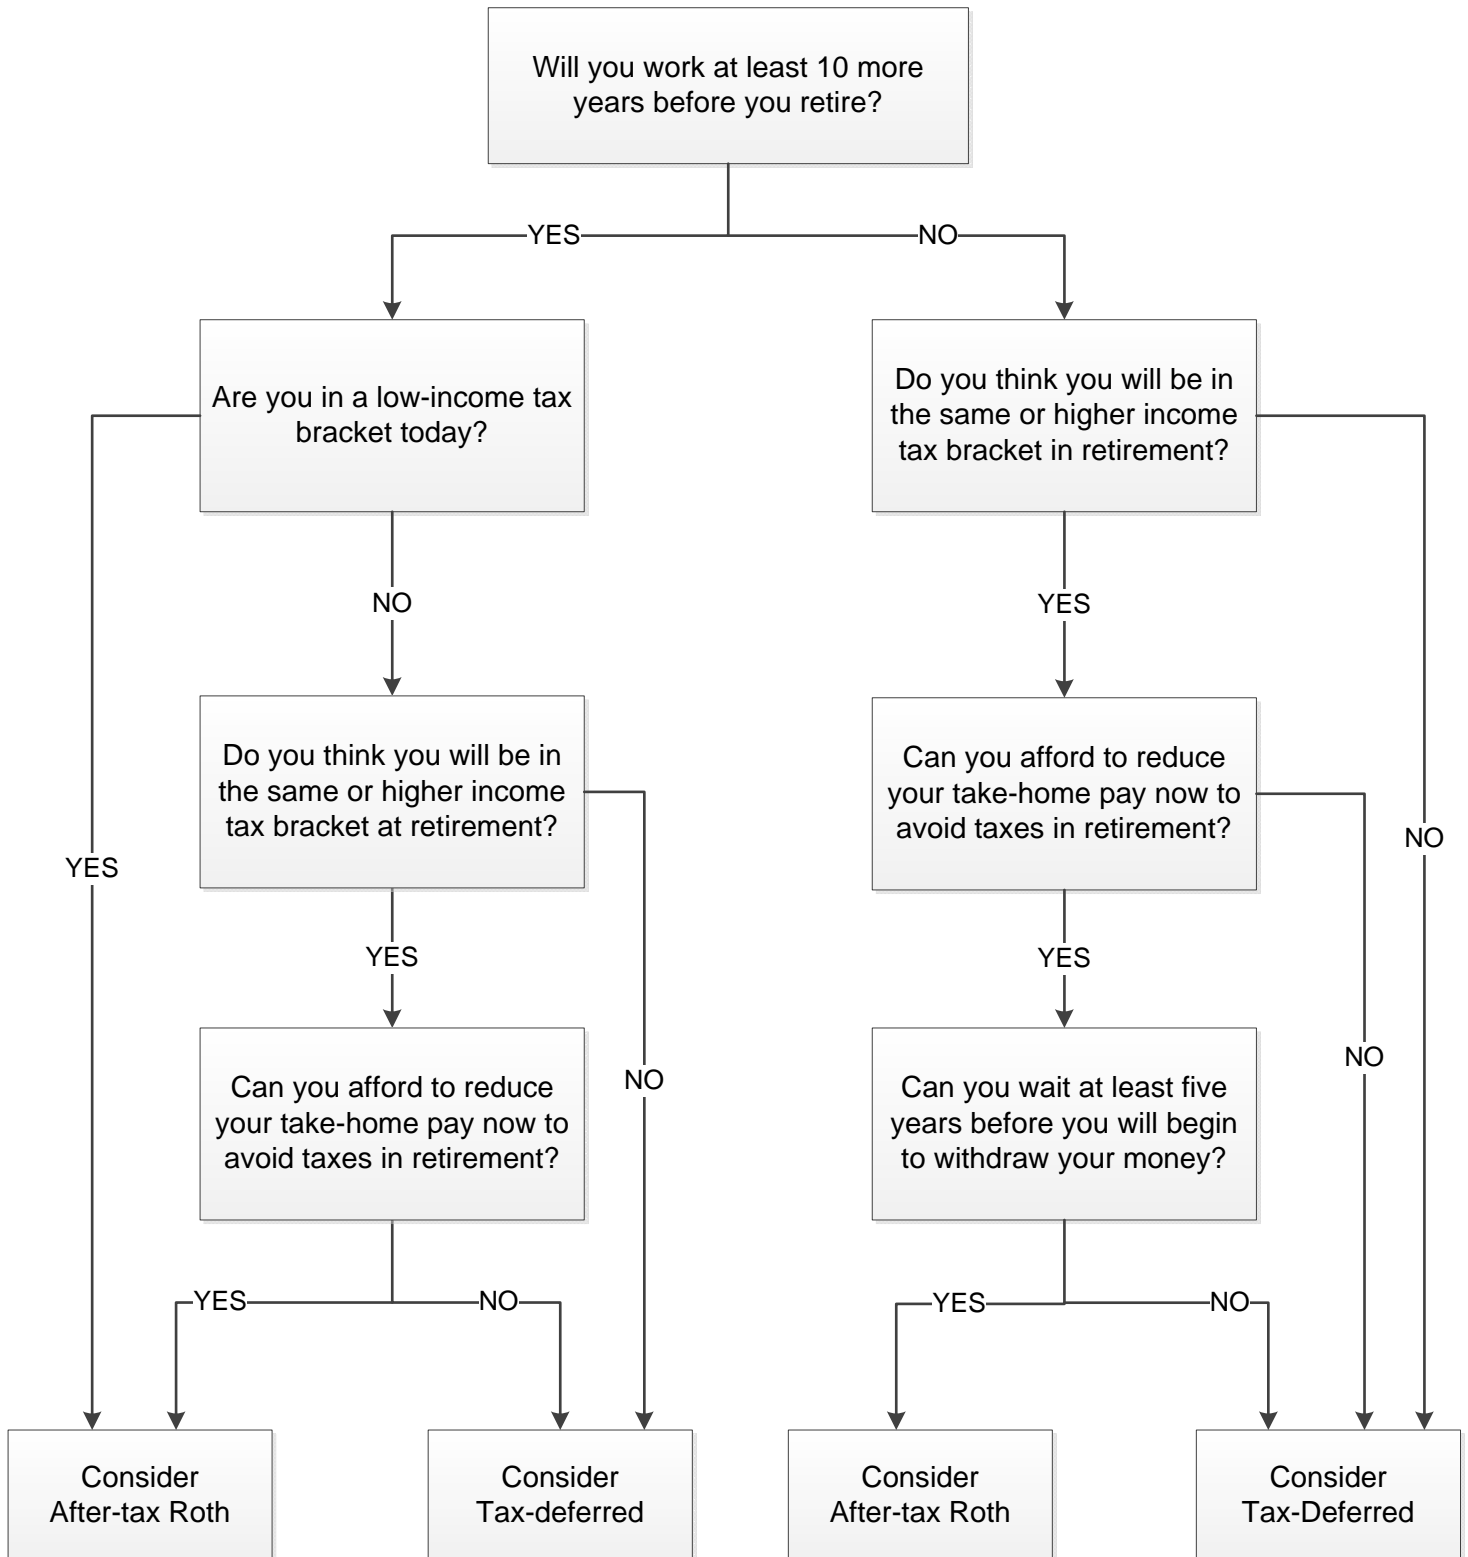 Will you work at least 10 more
years before you retire?
YES
NO
Are you in a low-income tax
bracket today?
Do you think you will be in
the same or higher income
tax bracket in retirement?
NO
YES
Do you think you will be in
the same or higher income
tax bracket at retirement?
Can you afford to reduce
your take-home pay now to
avoid taxes in retirement?
YES
NO
YES
YES
Can you afford to reduce
your take-home pay now to
avoid taxes in retirement?
NO
Can you wait at least five
years before you will begin
to withdraw your money?
NO
YES
NO
YES
NO
Consider
After-tax Roth
Consider
Tax-deferred
Consider
After-tax Roth
Consider
Tax-Deferred